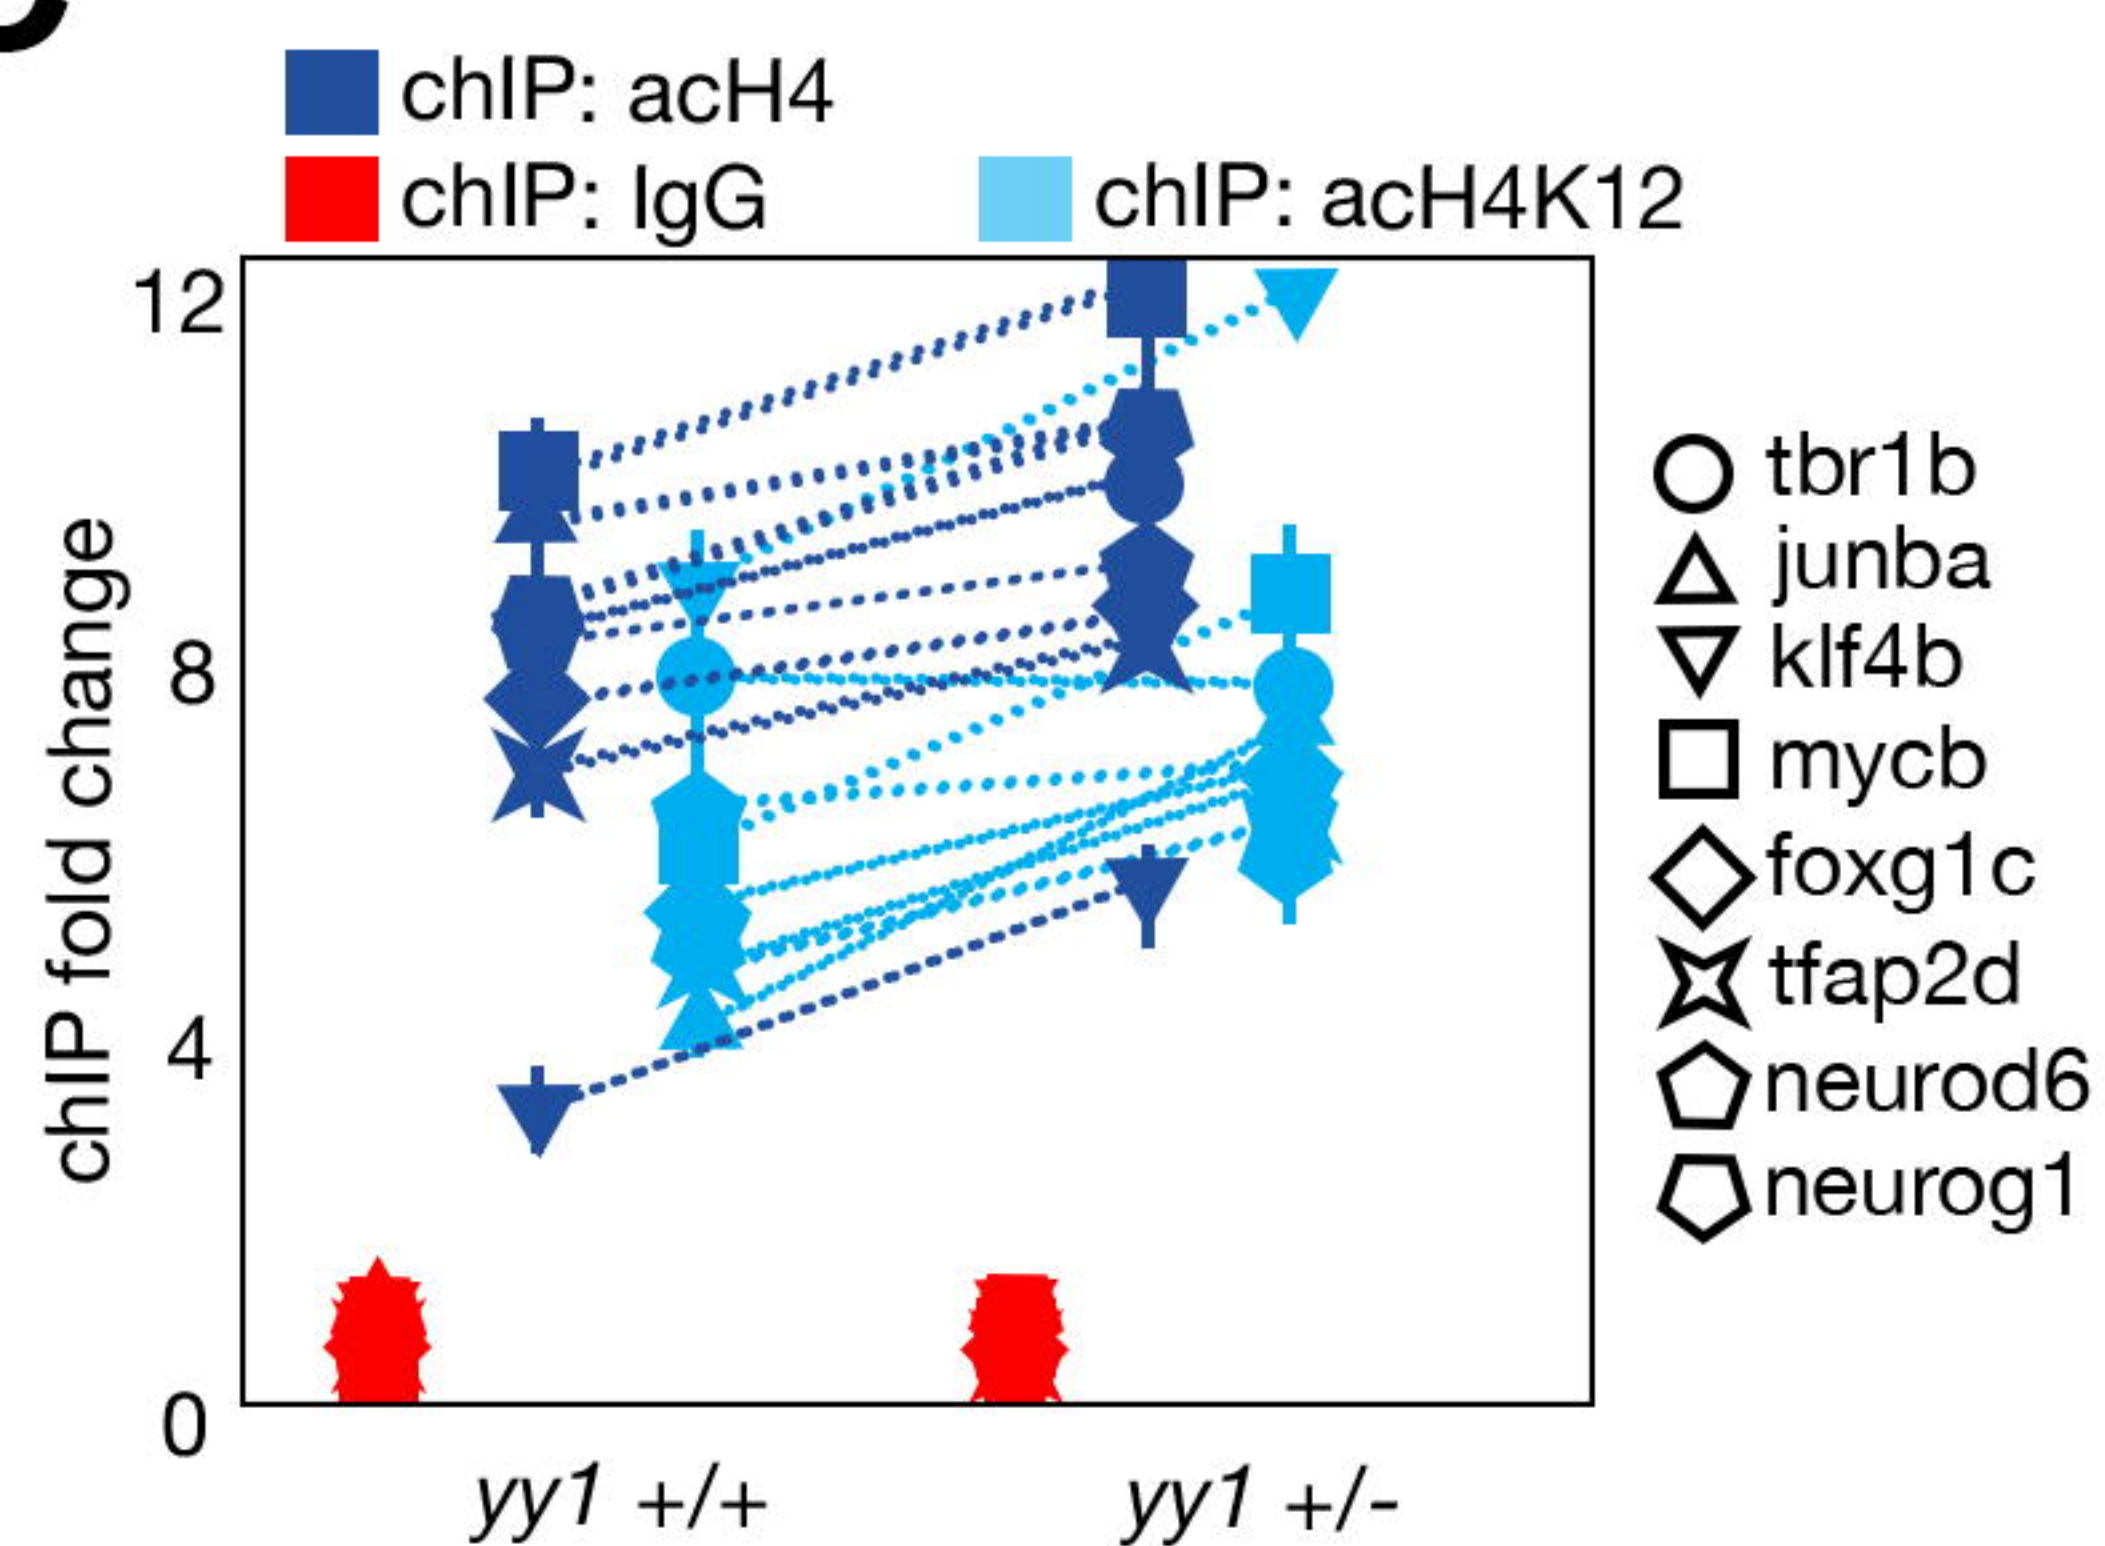 chIP: acH4
chIP: IgG
chIP: acH4K12
12
8
4
0
chIP fold change
yy1 +/+
yy1 +/-
tbr1b
junba
klf4b
mycb
foxg1c
tfap2d
neurod6
neurog1